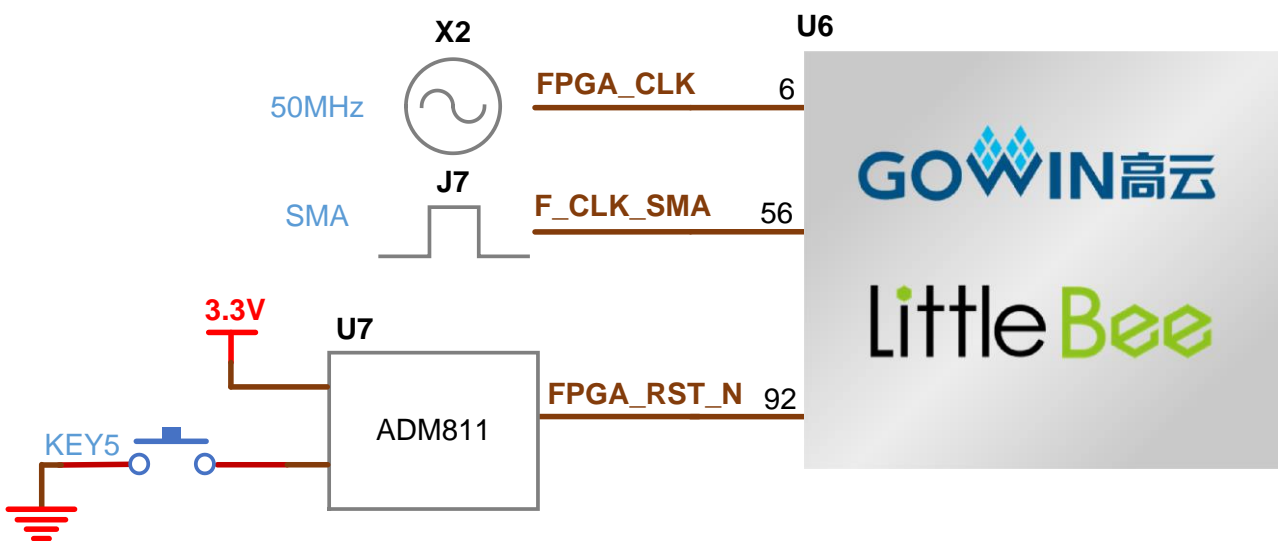 X2
U6
50MHz
FPGA_CLK
6
J7
SMA
F_CLK_SMA
56
GOWIN高云
LittleBee
3.3V
U7
ADM811
FPGA_RST_N
92
KEY5